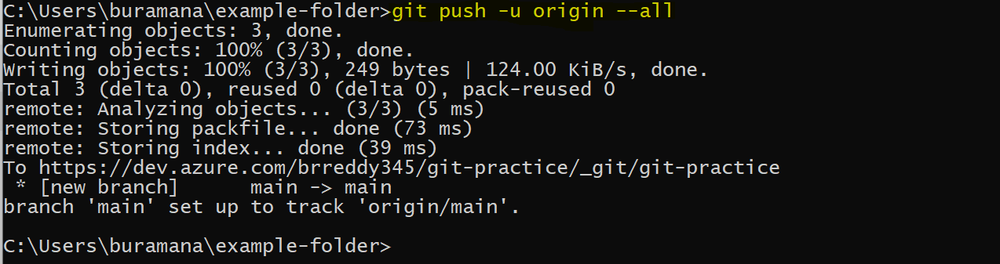 C:\Users\buramana\example-folder>git push -u origin --all
Enumerating objects: 3, done.
Counting objects: 100% (3/3), done.
Writing objects: 100% (3/3), 249 bytes | 124.00 KiB/s, done.
Total 3 (delta 0), reused 0 (delta 0), pack-reused 0
remote: Analyzing objects... (3/3) (5 ms)
remote: Storing packfile... done (73 ms)
remote: Storing index... done (39 ms)
To https://dev.azure.com/brreddy345/git-practice/_git/git-practice
 * [new branch]      main -> main
branch 'main' set up to track 'origin/main'.
C:\Users\buramana\example-folder>